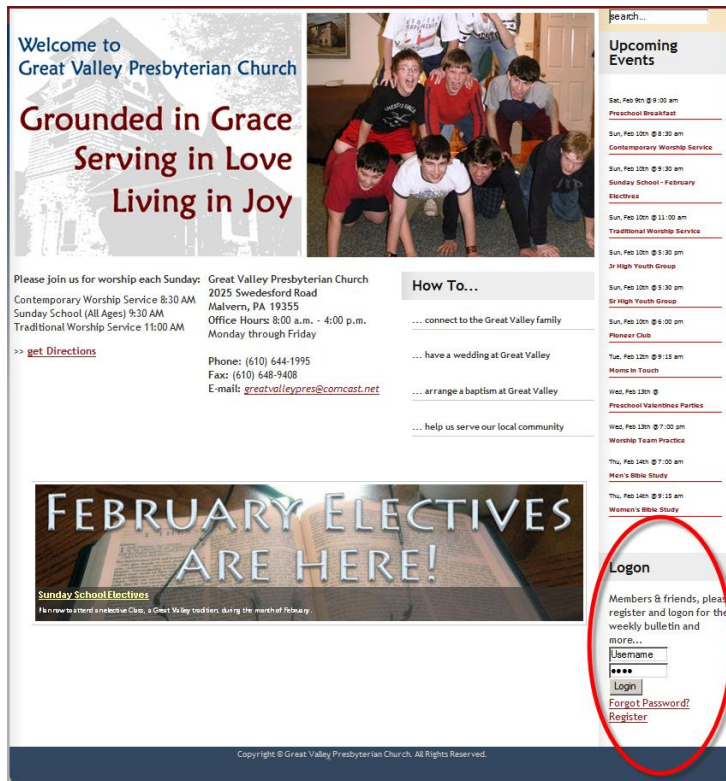 Welcome to
Great Valley Presbyterian Church
Grounded in Grace
Serving in Love
Living in Joy
Please join us for worship each Sunday:
Contemporary Worship Service 8:30 AM
Sunday School (All Ages) 9:30 AM
Traditional Worship Service 11:00 AM
>> get Directions
Great Valley Presbyterian Church
2025 Swedesford Road
Malvern, PA 19355
Office Hours: 8:00 a.m. - 4:00 p.m.
Monday through Friday
Phone: (610) 644-1995
Fax: (610) 648-9408
E-mail: greatvalleypres@comcast.net
How To...
... connect to the Great Valley family
... have a wedding at Great Valley
... arrange a baptism at Great Valley
... help us serve our local community
FEBRUARY ELECTIVES
ARE HERE!
Sunday School Electives
Plan now to attend an elective Class, a Great Valley tradition, during the month of February.
search...
Upcoming
Events
Sat, Feb 9th @ 9:00 am
Preschool Breakfast
Sun, Feb 10th @ 8:30 am
Contemporary Worship Service
Sun, Feb 10th @ 9:30 am
Sunday School - February
Electives
Sun, Feb 10th @ 11:00 am
Traditional Worship Service
Sun, Feb 10th @ 5:30 pm
Jr High Youth Group
Sun, Feb 10th @ 5:30 pm
Sr High Youth Group
Sun, Feb 10th @ 6:00 pm
Pioneer Club
Tue, Feb 12th @ 9:15 am
Moms in Touch
Wed, Feb 13th @
Preschool Valentines Parties
Wed, Feb 13th @ 7:00 pm
Worship Team Practice
Thu, Feb 14th @ 7:00 am
Men's Bible Study
Thu, Feb 14th @ 9:15 am
Women's Bible Study
Logon
Members & friends, pleas
register and logon for the
weekly bulletin and
more...
Username
••••
Login
Forgot Password?
Register
Copyright © Great Valley Presbyterian Church. All Rights Reserved.